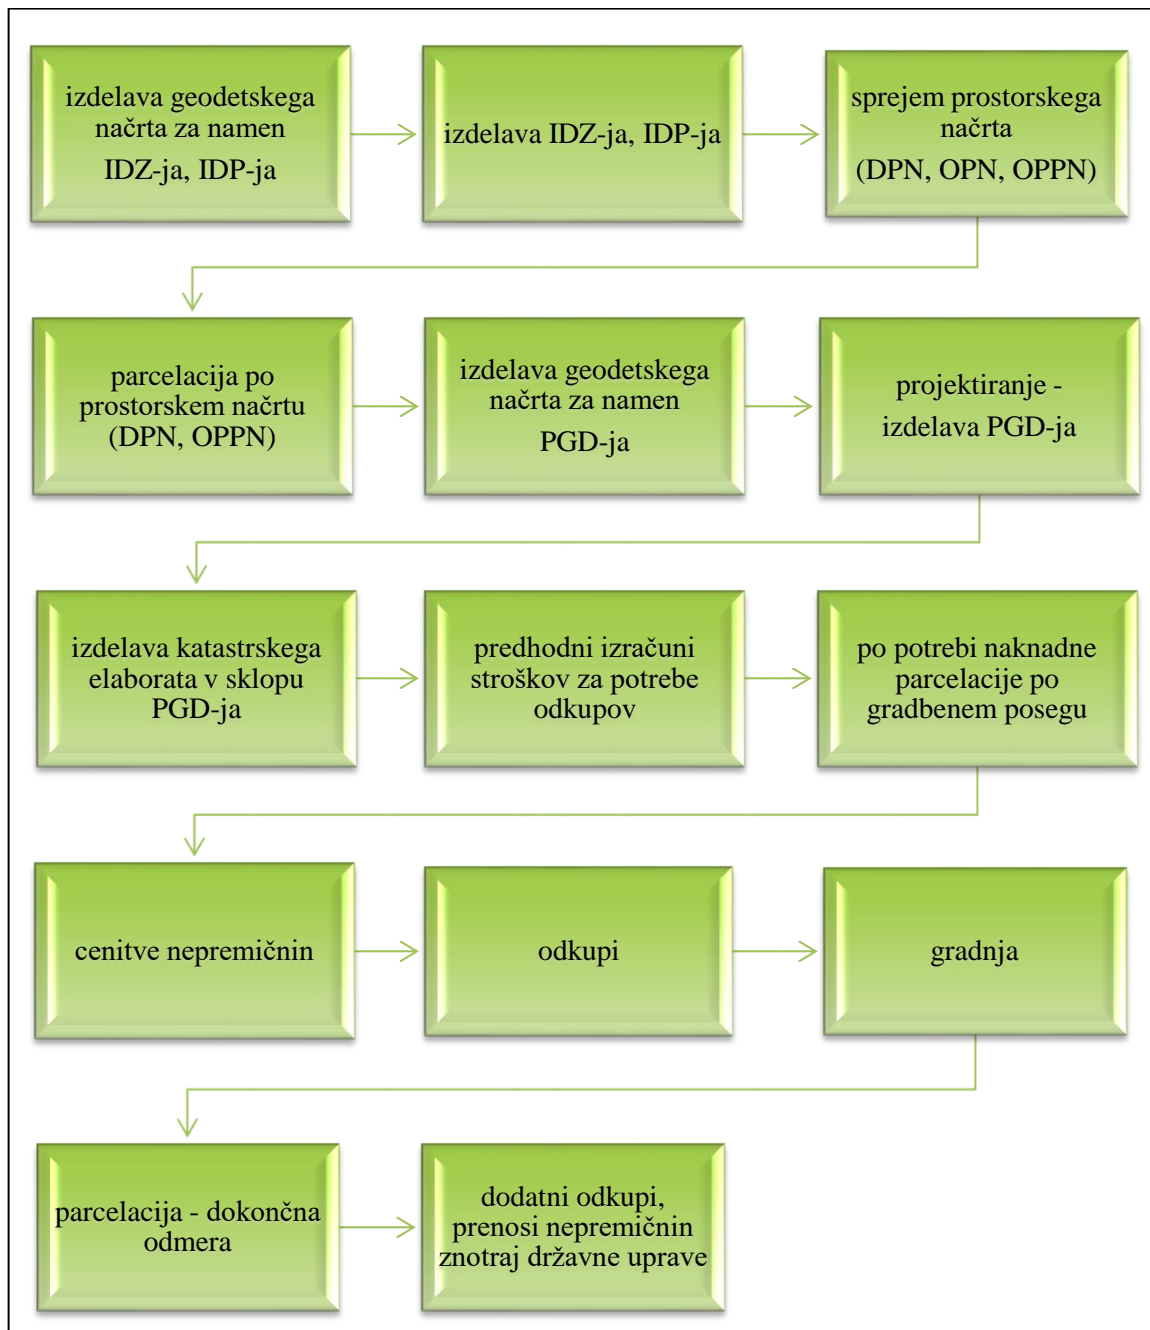 izdelava geodetskega
načrta za namen
IDZ-ja, IDP-ja
izdelava IDZ-ja, IDP-ja
sprejem prostorskega
načrta
(DPN, OPN, OPPN)
parcelacija po
prostorskem načrtu
(DPN, OPPN)
izdelava geodetskega
načrta za namen
PGD-ja
projektiranje -
izdelava PGD-ja
izdelava katastrskega
elaborata v sklopu
PGD-ja
predhodni izračuni
stroškov za potrebe
odkupov
po potrebi naknadne
parcelacije po
gradbenem posegu
cenitve nepremičnin
odkupi
gradnja
parcelacija - dokončna
odmera
dodatni odkupi,
prenosi nepremičnin
znotraj državne uprave